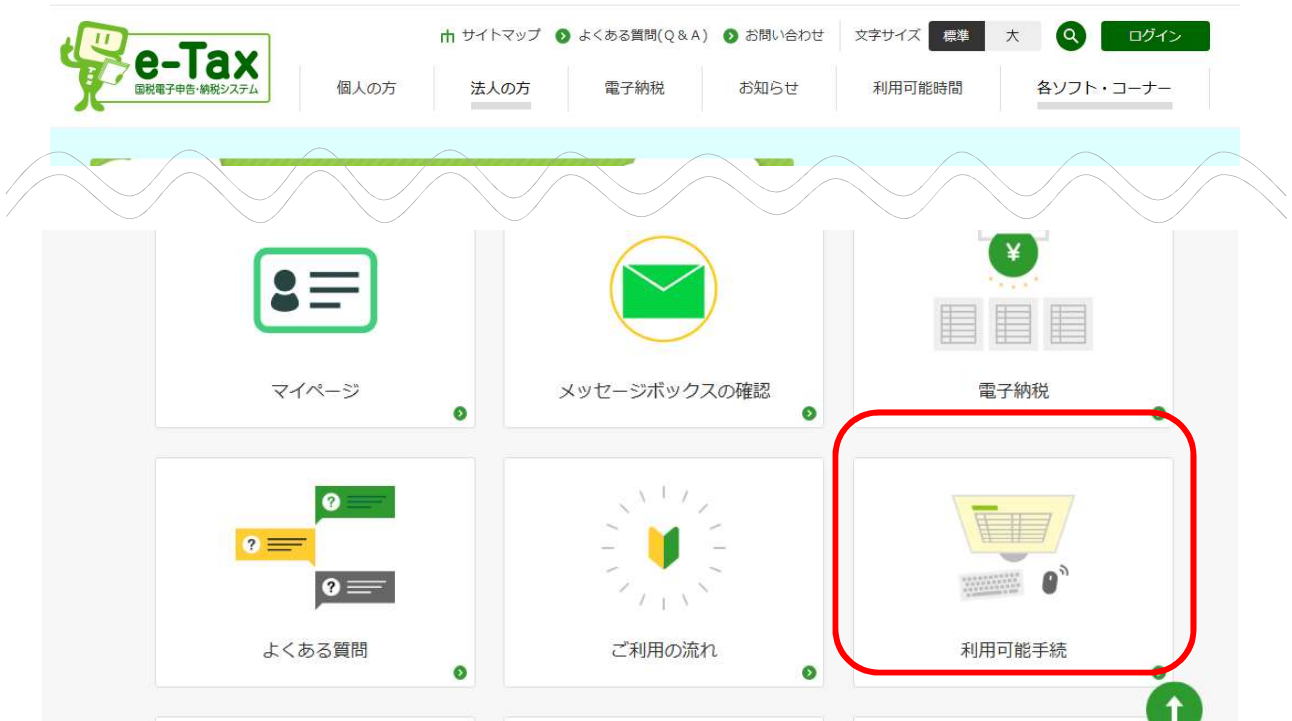 サイトマップ よくある質問(Q&A) お問い合わせ 文字サイズ 標準 大 ログイン
e-Tax
国税電子申告・納税システム
個人の方 法人の方 電子納税 お知らせ 利用可能時間 各ソフト・コーナー
¥
マイページ メッセージボックスの確認 電子納税
?
?
?
よくある質問 ご利用の流れ 利用可能手続